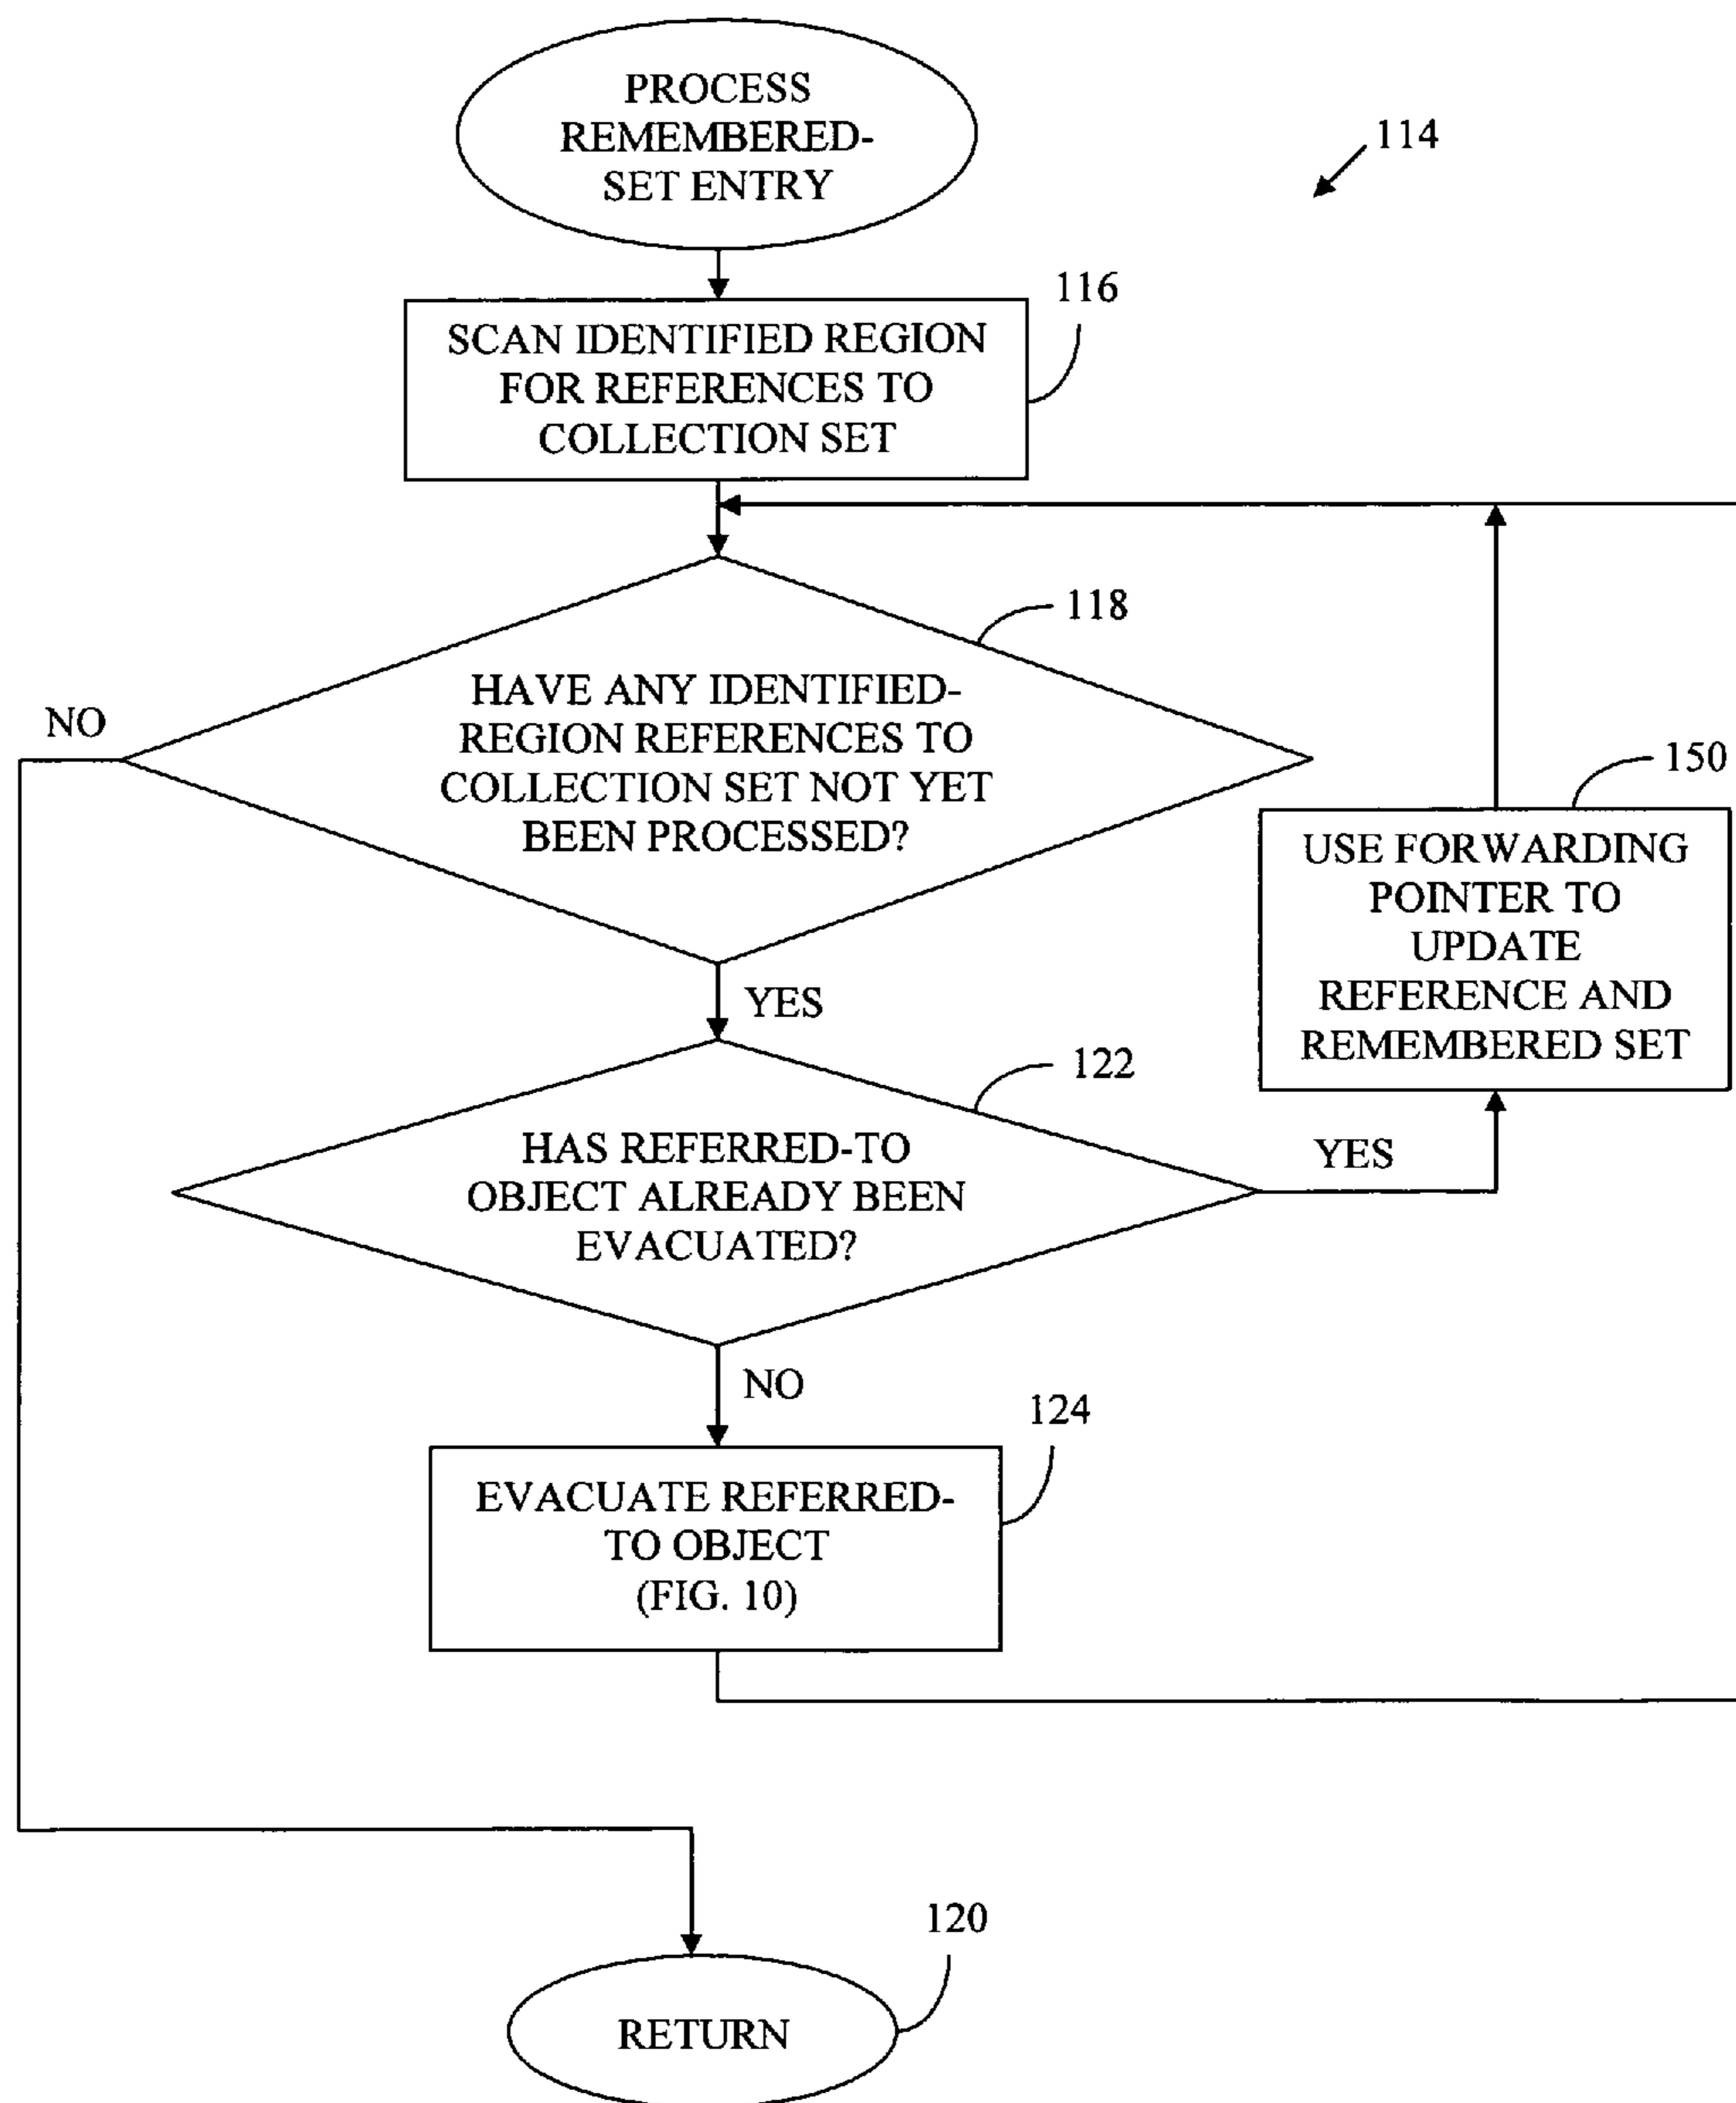 PROCESS
REMEMBERED-
SET ENTRY
114
116
SCAN IDENTIFIED REGION
FOR REFERENCES TO
COLLECTION SET
118
HAVE ANY IDENTIFIED-
REGION REFERENCES TO
COLLECTION SET NOT YET
BEEN PROCESSED?
NO
150
USE FORWARDING
POINTER TO
UPDATE
REFERENCE AND
REMEMBERED SET
YES
122
HAS REFERRED-TO
OBJECT ALREADY BEEN
EVACUATED?
YES
NO
124
EVACUATE REFERRED-
TO OBJECT
(FIG. 10)
120
RETURN